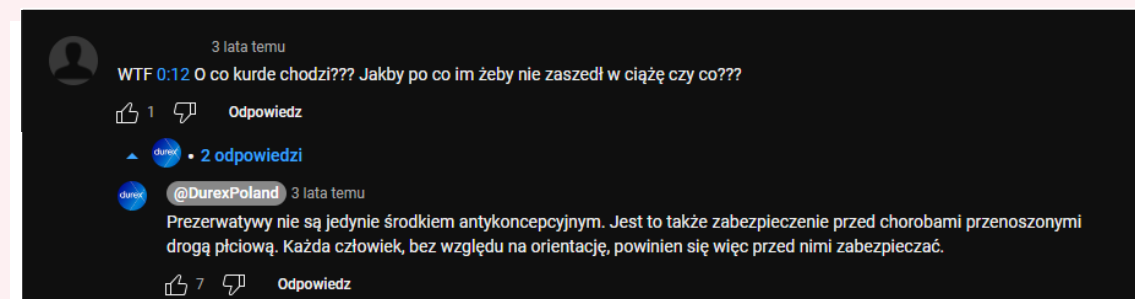 3 lata temu
WTF 0:12 O co kurde chodzi??? Jakby po co im żeby nie zaszedł w ciążę czy co???
1 Odpowiedz
durex • 2 odpowiedzi
durex @DurexPoland 3 lata temu
Prezerwatywy nie są jedynie środkiem antykoncepcyjnym. Jest to także zabezpieczenie przed chorobami przenoszonymi
drogą płciową. Każda człowiek, bez względu na orientację, powinien się więc przed nimi zabezpieczać.
7 Odpowiedz